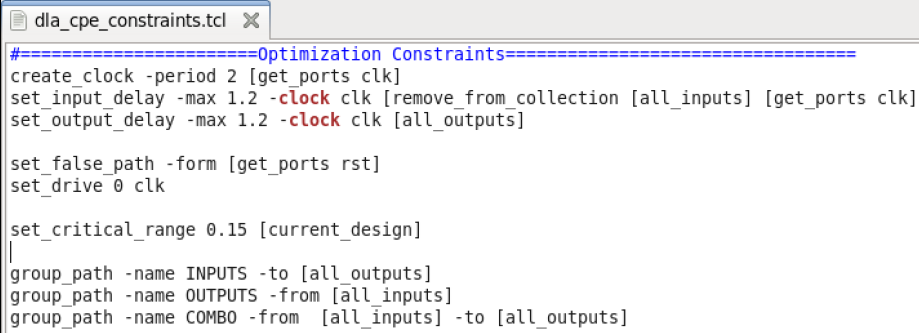 dla_cpe_constraints.tcl
#=======================Optimization Constraints==================================
create_clock -period 2 [get_ports clk]
set_input_delay -max 1.2 -clock clk [remove_from_collection [all_inputs] [get_ports clk]
set_output_delay -max 1.2 -clock clk [all_outputs]
set_false_path -form [get_ports rst]
set_drive 0 clk
set_critical_range 0.15 [current_design]
group_path -name INPUTS -to [all_outputs]
group_path -name OUTPUTS -from [all_inputs]
group_path -name COMBO -from  [all_inputs] -to [all_outputs]